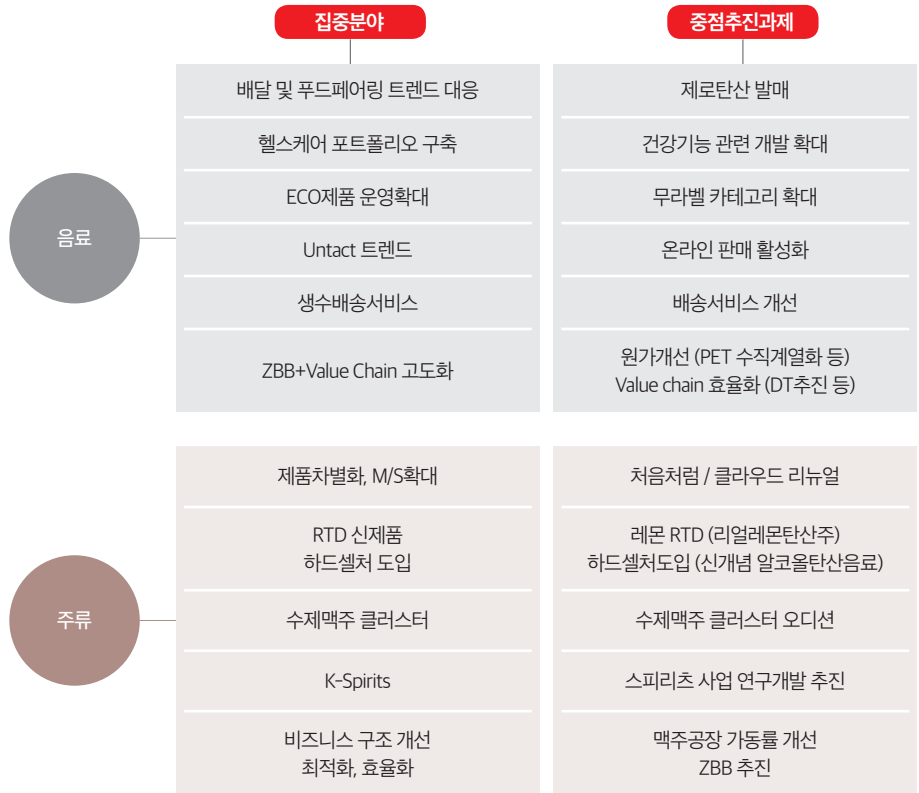 집중분야
중점추진과제
음료
배달 및 푸드페어링 트렌드 대응
제로탄산 발매
헬스케어 포트폴리오 구축
건강기능 관련 개발 확대
ECO제품 운영확대
무라벨 카테고리 확대
Untact 트렌드
온라인 판매 활성화
생수배송서비스
배송서비스 개선
ZBB+Value Chain 고도화
원가개선 (PET 수직계열화 등)
Value chain 효율화 (DT추진 등)
주류
제품차별화, M/S확대
처음처럼 / 클라우드 리뉴얼
RTD 신제품
하드셀처 도입
레몬 RTD (리얼레몬탄산주)
하드셀처도입 (신개념 알코올탄산음료)
수제맥주 클러스터
수제맥주 클러스터 오디션
K-Spirits
스피리츠 사업 연구개발 추진
비즈니스 구조 개선
최적화, 효율화
맥주공장 가동률 개선
ZBB 추진